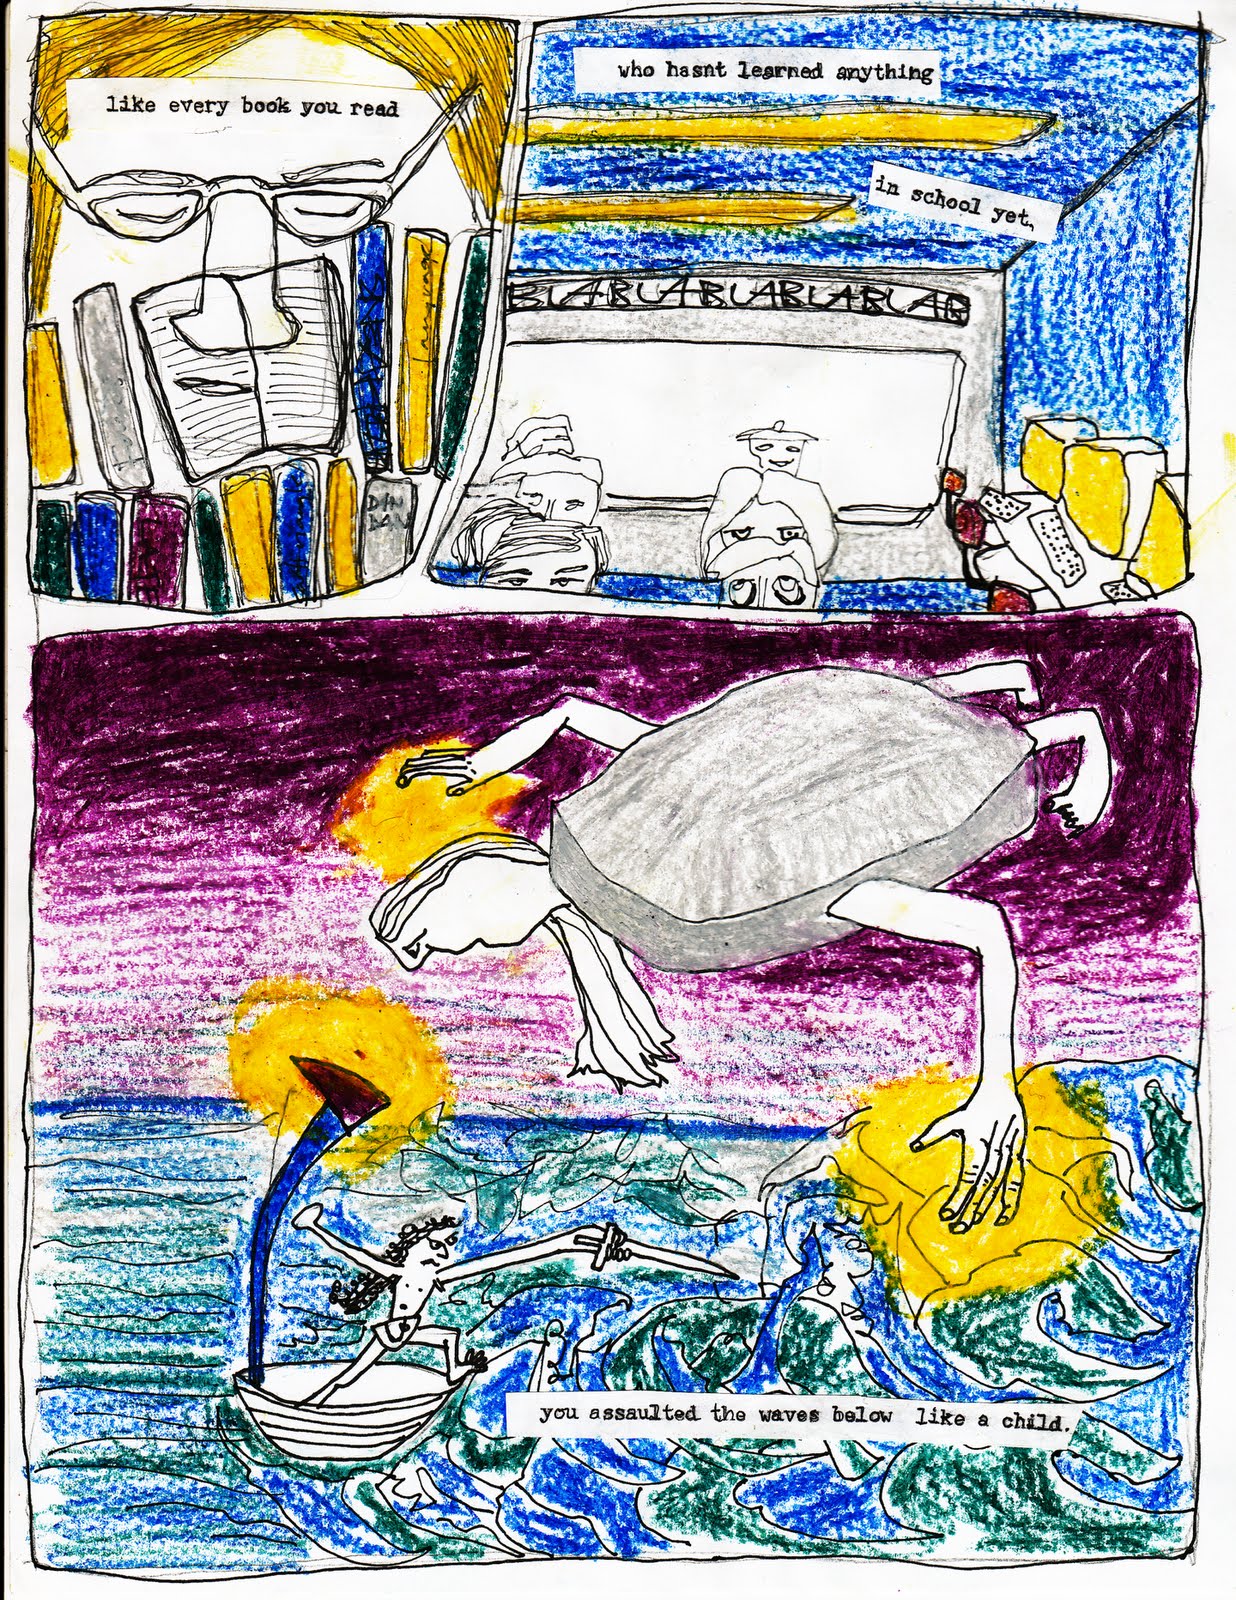 like every book you read
Language
who hasnt learned anything
in school yet,
BLABLABLABLABLAB
you assaulted the waves below like a child.